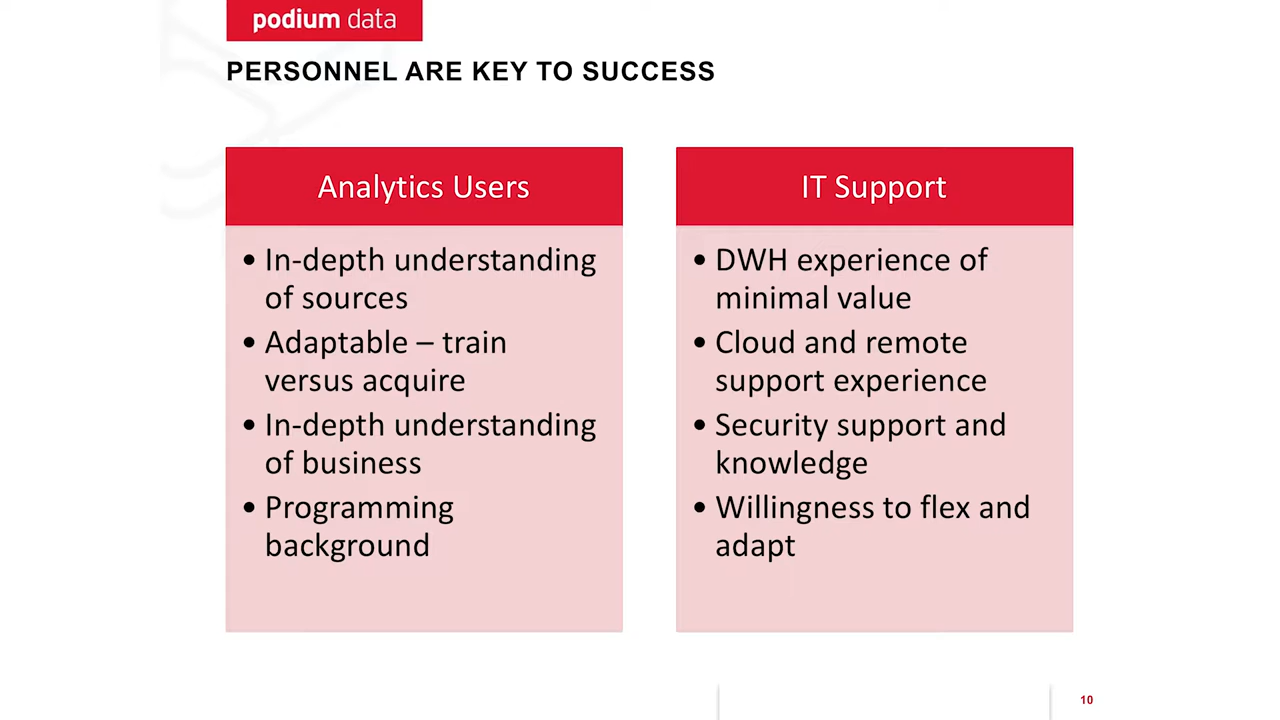 podium data
PERSONNEL ARE KEY TO SUCCESS
Analytics Users
• In-depth understanding
of sources
• Adaptable – train
versus acquire
• In-depth understanding
of business
• Programming
background
IT Support
• DWH experience of
minimal value
• Cloud and remote
support experience
• Security support and
knowledge
• Willingness to flex and
adapt
10